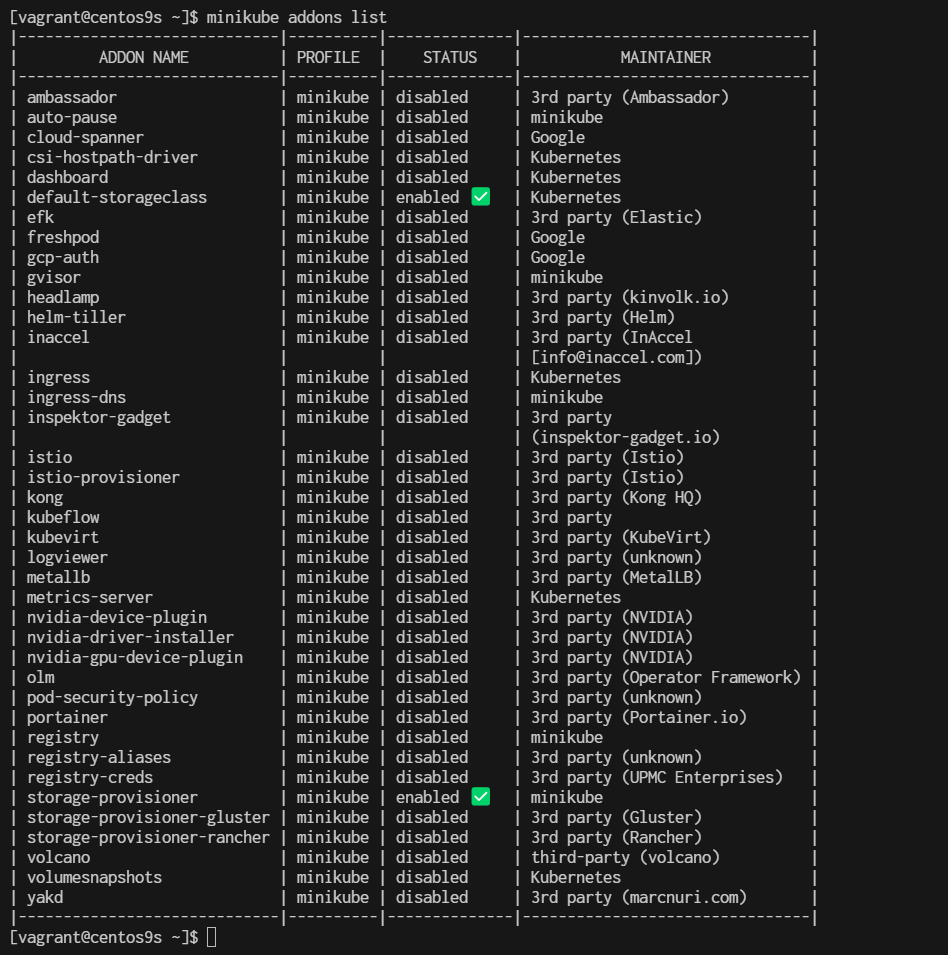 [vagrant@centos9s ~]$ minikube addons list
|-----------------------------|----------|--------------|--------------------------------|
|         ADDON NAME          | PROFILE  |    STATUS    |           MAINTAINER           |
|-----------------------------|----------|--------------|--------------------------------|
| ambassador                  | minikube | disabled     | 3rd party (Ambassador)         |
| auto-pause                  | minikube | disabled     | minikube                       |
| cloud-spanner               | minikube | disabled     | Google                         |
| csi-hostpath-driver         | minikube | disabled     | Kubernetes                     |
| dashboard                   | minikube | disabled     | Kubernetes                     |
| default-storageclass        | minikube | enabled ✅   | Kubernetes                     |
| efk                         | minikube | disabled     | 3rd party (Elastic)            |
| freshpod                    | minikube | disabled     | Google                         |
| gcp-auth                    | minikube | disabled     | Google                         |
| gvisor                      | minikube | disabled     | minikube                       |
| headlamp                    | minikube | disabled     | 3rd party (kinvolk.io)         |
| helm-tiller                 | minikube | disabled     | 3rd party (Helm)               |
| inaccel                     | minikube | disabled     | 3rd party (InAccel             |
|                             |          |              | [info@inaccel.com])            |
| ingress                     | minikube | disabled     | Kubernetes                     |
| ingress-dns                 | minikube | disabled     | minikube                       |
| inspektor-gadget            | minikube | disabled     | 3rd party                      |
|                             |          |              | (inspektor-gadget.io)          |
| istio                       | minikube | disabled     | 3rd party (Istio)              |
| istio-provisioner           | minikube | disabled     | 3rd party (Istio)              |
| kong                        | minikube | disabled     | 3rd party (Kong HQ)            |
| kubeflow                    | minikube | disabled     | 3rd party                      |
| kubevirt                    | minikube | disabled     | 3rd party (KubeVirt)           |
| logviewer                   | minikube | disabled     | 3rd party (unknown)            |
| metallb                     | minikube | disabled     | 3rd party (MetalLB)            |
| metrics-server              | minikube | disabled     | Kubernetes                     |
| nvidia-device-plugin        | minikube | disabled     | 3rd party (NVIDIA)             |
| nvidia-driver-installer     | minikube | disabled     | 3rd party (NVIDIA)             |
| nvidia-gpu-device-plugin    | minikube | disabled     | 3rd party (NVIDIA)             |
| olm                         | minikube | disabled     | 3rd party (Operator Framework) |
| pod-security-policy         | minikube | disabled     | 3rd party (unknown)            |
| portainer                   | minikube | disabled     | 3rd party (Portainer.io)       |
| registry                    | minikube | disabled     | minikube                       |
| registry-aliases            | minikube | disabled     | 3rd party (unknown)            |
| registry-creds              | minikube | disabled     | 3rd party (UPMC Enterprises)   |
| storage-provisioner         | minikube | enabled ✅   | minikube                       |
| storage-provisioner-gluster | minikube | disabled     | 3rd party (Gluster)            |
| storage-provisioner-rancher | minikube | disabled     | 3rd party (Rancher)            |
| volcano                     | minikube | disabled     | third-party (volcano)          |
| volumesnapshots             | minikube | disabled     | Kubernetes                     |
| yakd                        | minikube | disabled     | 3rd party (marcnuri.com)       |
|-----------------------------|----------|--------------|--------------------------------|
[vagrant@centos9s ~]$